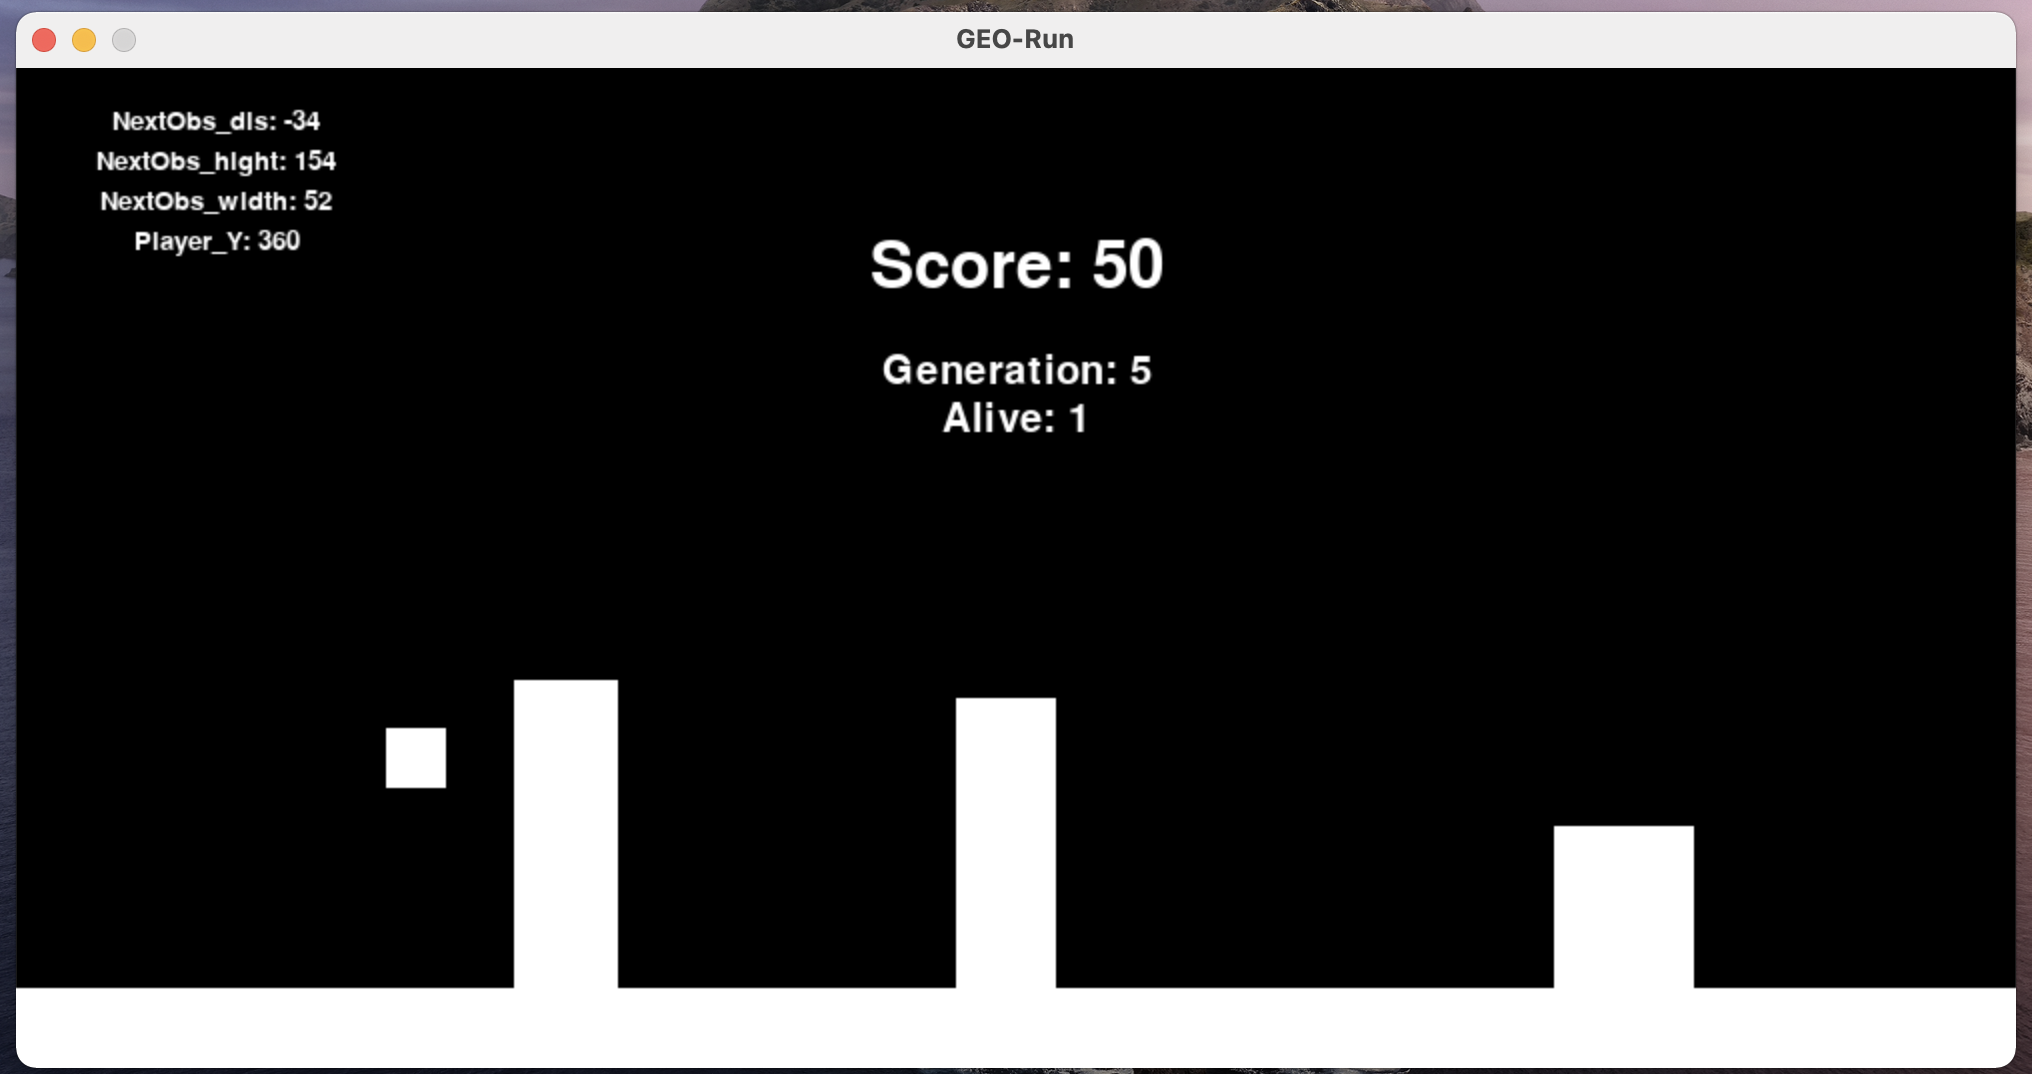 GEO-Run
NextObs_dis: -34
NextObs_hight: 154
NextObs_width: 52
Player_Y: 360
Score: 50
Generation: 5
Alive: 1